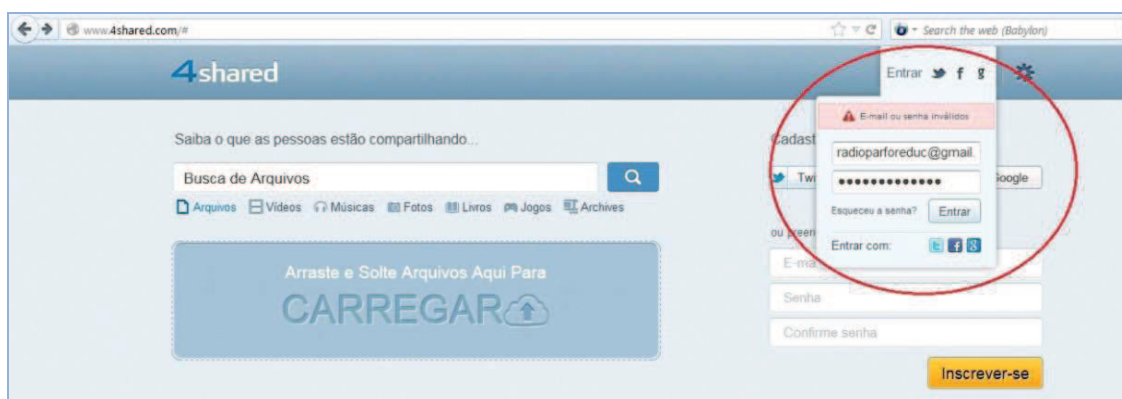 www.4shared.com/#
Search the web (Babylon)
4shared
Entrar
E-mail ou senha inválidos
Saiba o que as pessoas estão compartilhando...
radioparforeduc@gmail.
Busca de Arquivos
•••••••••••••
Arquivos Vídeos Músicas Fotos Livros Jogos Archives
Esqueceu a senha? Entrar
Entrar com:
Arraste e Solte Arquivos Aqui Para
CARREGAR
Senha
Confirme senha
Inscrever-se